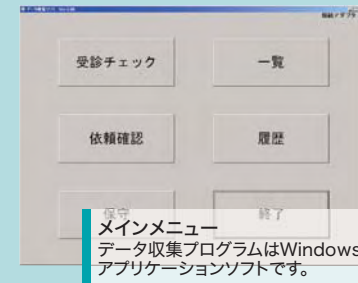 受診チェック
一覧
依頼確認
履歴
保守
終了
メインメニュー
データ収集プログラムはWindows
アプリケーションソフトです。